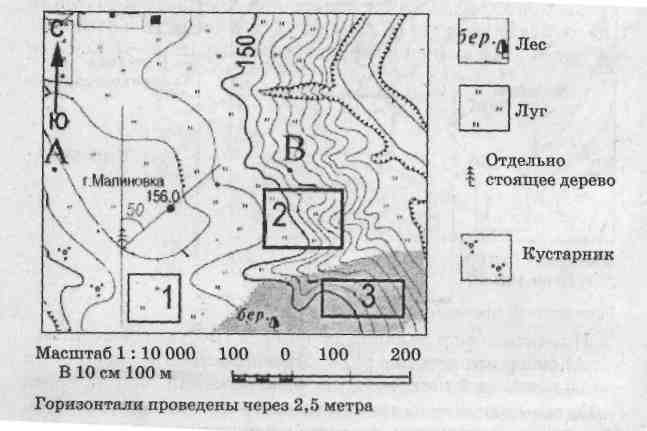 С
Ю
А
150
В
г.Малиновка
156,0
50
2
1
3
бер.
бер.
Лес
Луг
Отдельно
стоящее дерево
Кустарник
Масштаб 1 : 10 000
В 10 см 100 м
100 0 100 200
Горизонтали проведены через 2,5 метра